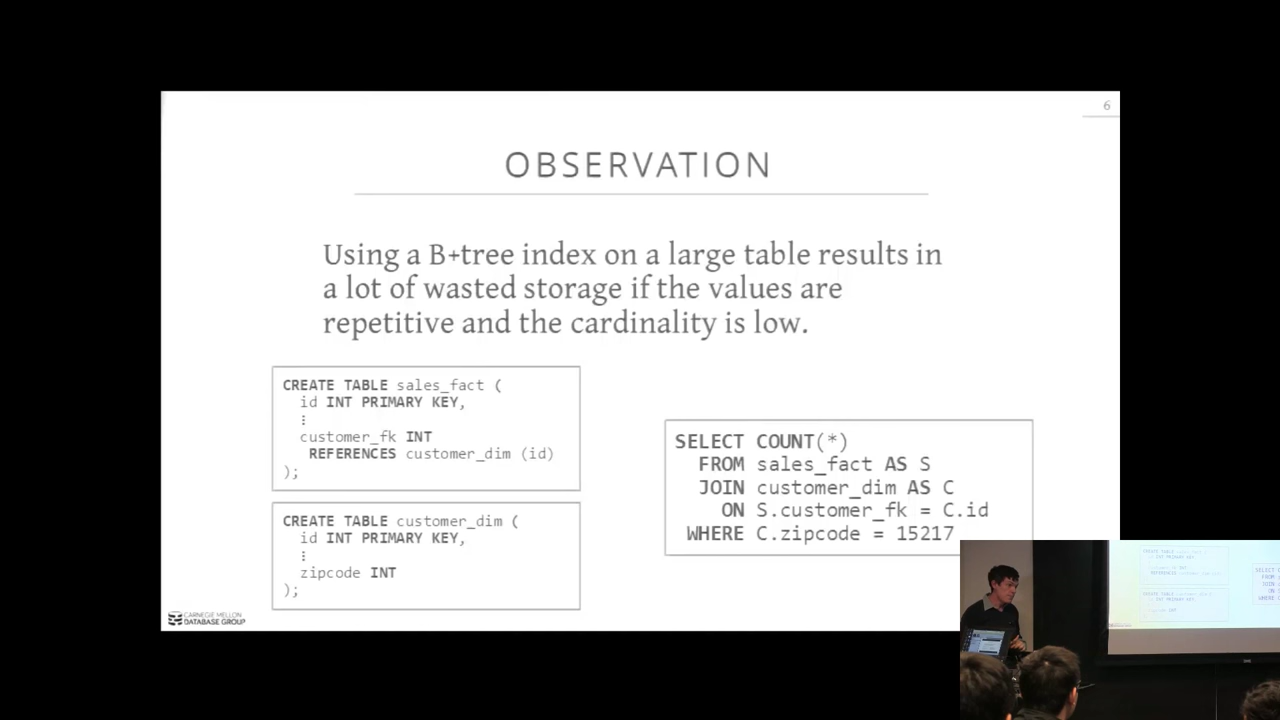 6
OBSERVATION
Using a B+tree index on a large table results in
a lot of wasted storage if the values are
repetitive and the cardinality is low.
CREATE TABLE sales_fact (
id INT PRIMARY KEY,
⋮
customer_fk INT
REFERENCES customer_dim (id)
);
CREATE TABLE customer_dim (
id INT PRIMARY KEY,
⋮
zipcode INT
);
SELECT COUNT(*)
FROM sales_fact AS S
JOIN customer_dim AS C
ON S.customer_fk = C.id
WHERE C.zipcode = 15217
CARNEGIE MELLON
DATABASE GROUP